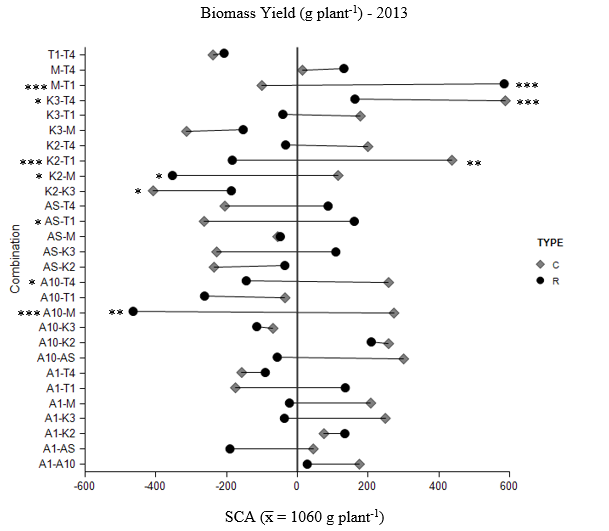 Biomass Yield (g plant⁻¹) - 2013
T1-T4
M-T4
*** M-T1 ***
* K3-T4 ***
K3-T1
K3-M
K2-T4
*** K2-T1 **
* K2-M *
K2-K3 *
AS-T4
* AS-T1
AS-M
AS-K3
AS-K2
* A10-T4
A10-T1
*** A10-M **
A10-K3
A10-K2
A10-AS
A1-T4
A1-T1
A1-M
A1-K3
A1-K2
A1-AS
A1-A10
Combination
TYPE
C
R
-600 -400 -200 0 200 400 600
SCA (x̅ = 1060 g plant⁻¹)